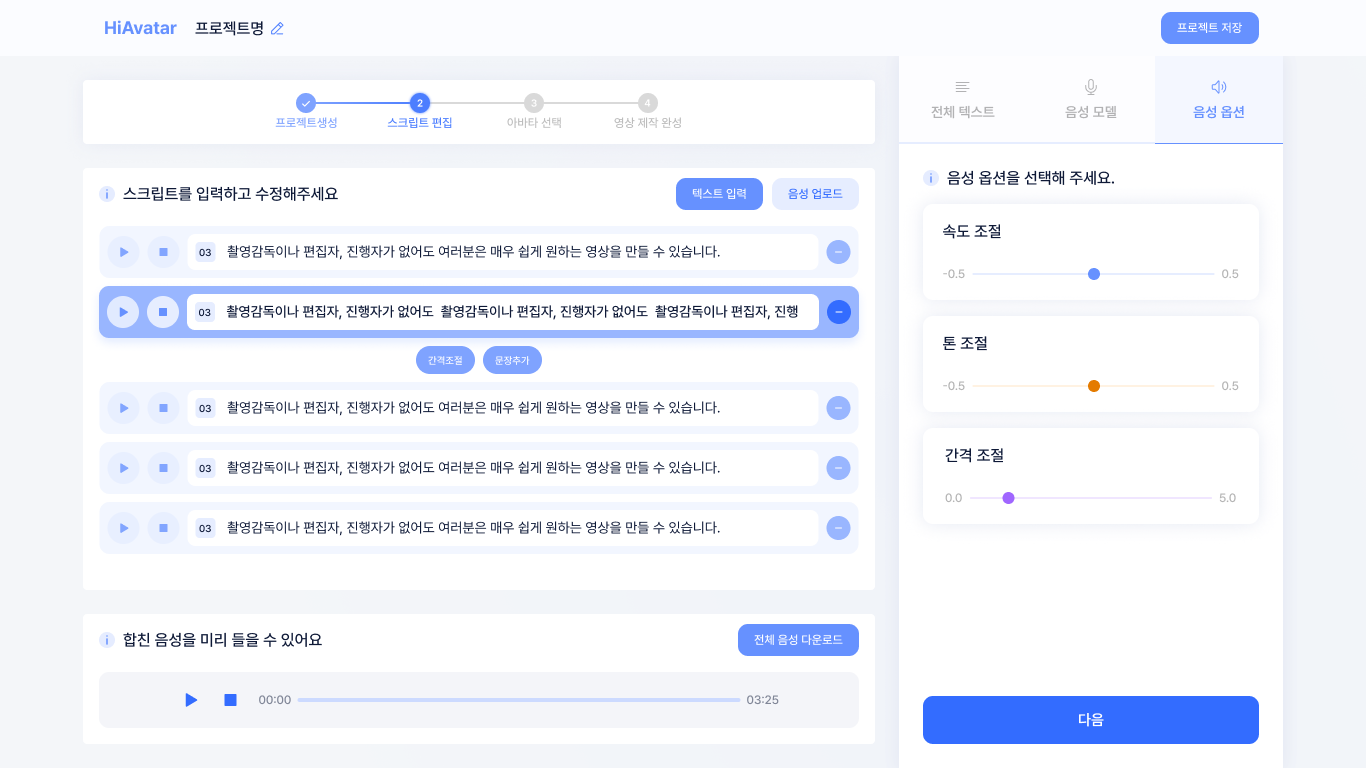 HiAvatar 프로젝트명
프로젝트 저장
2 3 4
프로젝트생성 스크립트 편집 아바타 선택 영상 제작 완성
스크립트를 입력하고 수정해주세요
텍스트 입력 음성 업로드
03 촬영감독이나 편집자, 진행자가 없어도 여러분은 매우 쉽게 원하는 영상을 만들 수 있습니다.
03 촬영감독이나 편집자, 진행자가 없어도 촬영감독이나 편집자, 진행자가 없어도 촬영감독이나 편집자, 진행
간격조절 문장추가
03 촬영감독이나 편집자, 진행자가 없어도 여러분은 매우 쉽게 원하는 영상을 만들 수 있습니다.
03 촬영감독이나 편집자, 진행자가 없어도 여러분은 매우 쉽게 원하는 영상을 만들 수 있습니다.
03 촬영감독이나 편집자, 진행자가 없어도 여러분은 매우 쉽게 원하는 영상을 만들 수 있습니다.
합친 음성을 미리 들을 수 있어요
전체 음성 다운로드
00:00 03:25
전체 텍스트 음성 모델 음성 옵션
음성 옵션을 선택해 주세요.
속도 조절
-0.5 0.5
톤 조절
-0.5 0.5
간격 조절
0.0 5.0
다음